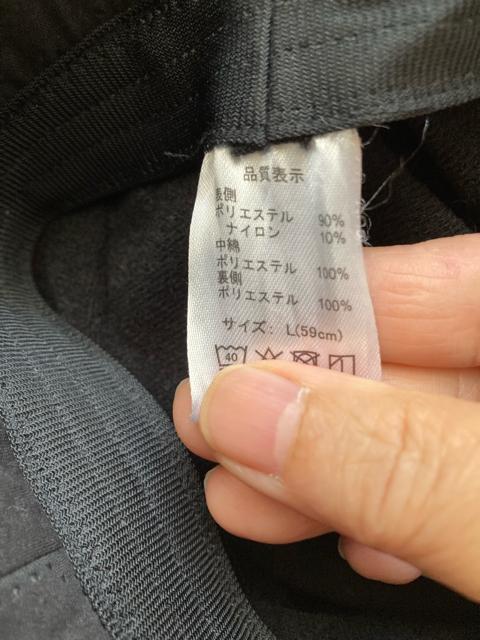 品質表示
表側
ポリエステル 90%
ナイロン 10%
中綿
ポリエステル 100%
裏側
ポリエステル 100%
サイズ: L(59cm)
40